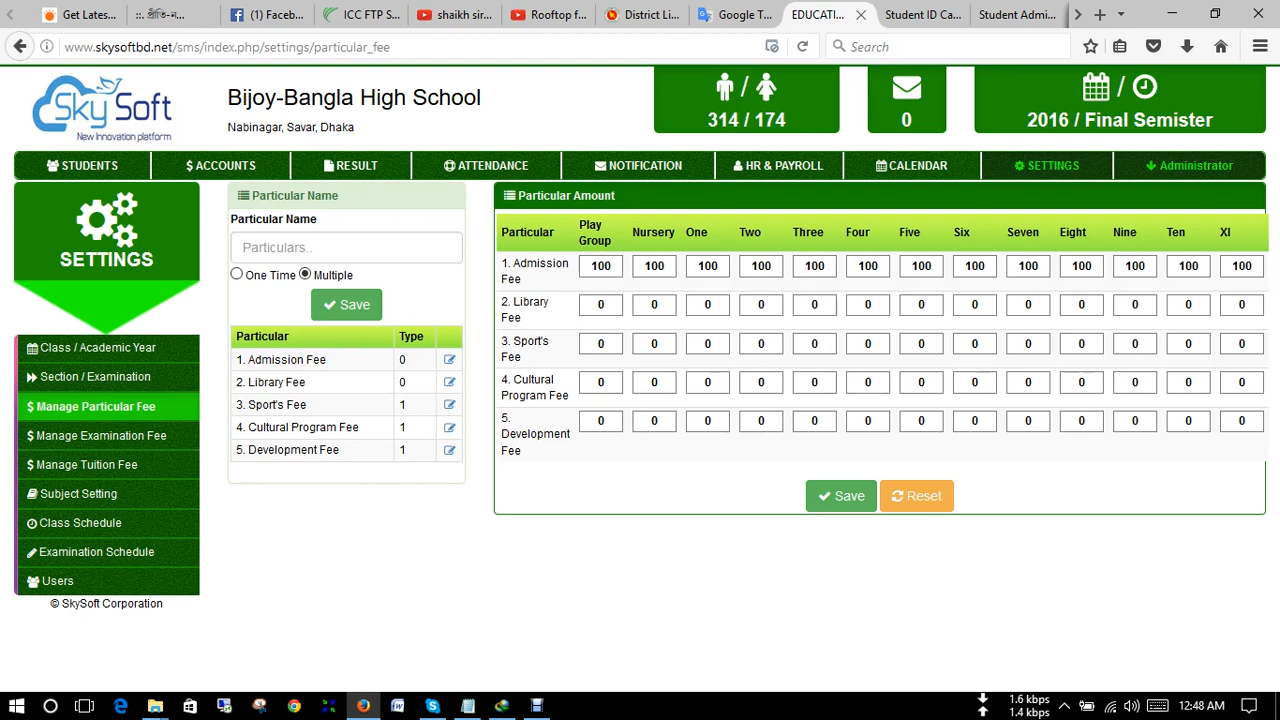 Get Lates...
::. প্রীতি-ন...
(1) Faceb...
ICC FTP S...
shaikh sir...
Rooftop f...
District Li...
Google T...
EDUCATI...
Student ID Ca...
Student Admi...
www.skysoftbd.net/sms/index.php/settings/particular_fee
Search
Sky Soft
New Innovation platform
Bijoy-Bangla High School
Nabinagar, Savar, Dhaka
/
314 / 174
0
/
2016 / Final Semister
STUDENTS
$ ACCOUNTS
RESULT
ATTENDANCE
NOTIFICATION
HR & PAYROLL
CALENDAR
SETTINGS
Administrator
SETTINGS
Class / Academic Year
Section / Examination
$ Manage Particular Fee
$ Manage Examination Fee
$ Manage Tuition Fee
Subject Setting
Class Schedule
Examination Schedule
Users
© SkySoft Corporation
Particular Name
Particular Name
Particulars..
One Time Multiple
Save
Particular Type
1. Admission Fee 0
2. Library Fee 0
3. Sport's Fee 1
4. Cultural Program Fee 1
5. Development Fee 1
Particular Amount
Particular Play Group Nursery One Two Three Four Five Six Seven Eight Nine Ten XI
1. Admission Fee 100 100 100 100 100 100 100 100 100 100 100 100 100
2. Library Fee 0 0 0 0 0 0 0 0 0 0 0 0 0
3. Sport's Fee 0 0 0 0 0 0 0 0 0 0 0 0 0
4. Cultural Program Fee 0 0 0 0 0 0 0 0 0 0 0 0 0
5. Development Fee 0 0 0 0 0 0 0 0 0 0 0 0 0
Save
Reset
1.6 kbps
1.4 kbps
12:48 AM